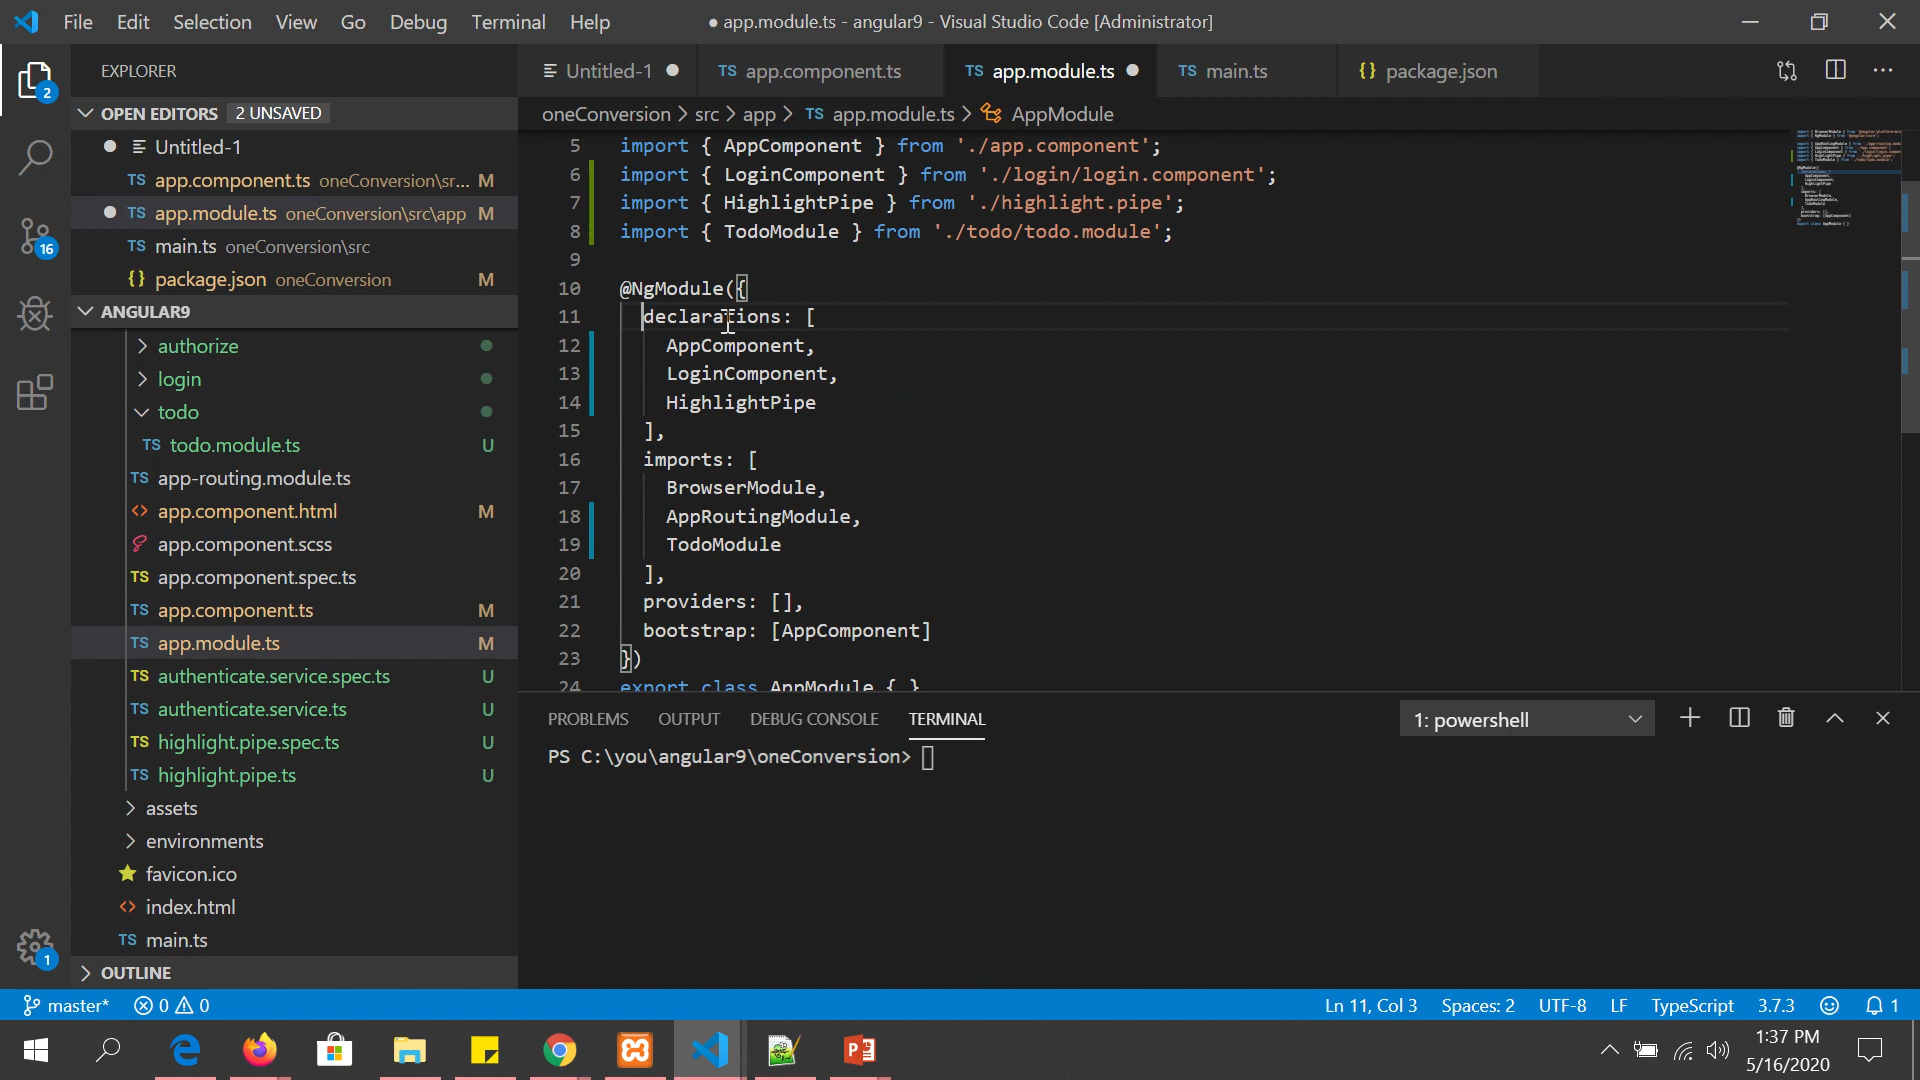 File Edit Selection View Go Debug Terminal Help
● app.module.ts - angular9 - Visual Studio Code [Administrator]
EXPLORER
OPEN EDITORS 2 UNSAVED
Untitled-1
TS app.component.ts oneConversion\sr... M
TS app.module.ts oneConversion\src\app M
TS main.ts oneConversion\src
{} package.json oneConversion M
ANGULAR9
authorize
login
todo
TS todo.module.ts U
TS app-routing.module.ts
<> app.component.html M
app.component.scss
TS app.component.spec.ts
TS app.component.ts M
TS app.module.ts M
TS authenticate.service.spec.ts U
TS authenticate.service.ts U
TS highlight.pipe.spec.ts U
TS highlight.pipe.ts U
assets
environments
favicon.ico
<> index.html
TS main.ts
OUTLINE
2
16
1
Untitled-1 TS app.component.ts TS app.module.ts TS main.ts {} package.json
oneConversion > src > app > TS app.module.ts > AppModule
5 import { AppComponent } from './app.component';
6 import { LoginComponent } from './login/login.component';
7 import { HighlightPipe } from './highlight.pipe';
8 import { TodoModule } from './todo/todo.module';
9
10 @NgModule({
11 declarations: [
12 AppComponent,
13 LoginComponent,
14 HighlightPipe
15 ],
16 imports: [
17 BrowserModule,
18 AppRoutingModule,
19 TodoModule
20 ],
21 providers: [],
22 bootstrap: [AppComponent]
23 })
24 export class AppModule { }
PROBLEMS OUTPUT DEBUG CONSOLE TERMINAL
1: powershell
PS C:\you\angular9\oneConversion>
master* 0 0
Ln 11, Col 3 Spaces: 2 UTF-8 LF TypeScript 3.7.3 1
1:37 PM
5/16/2020